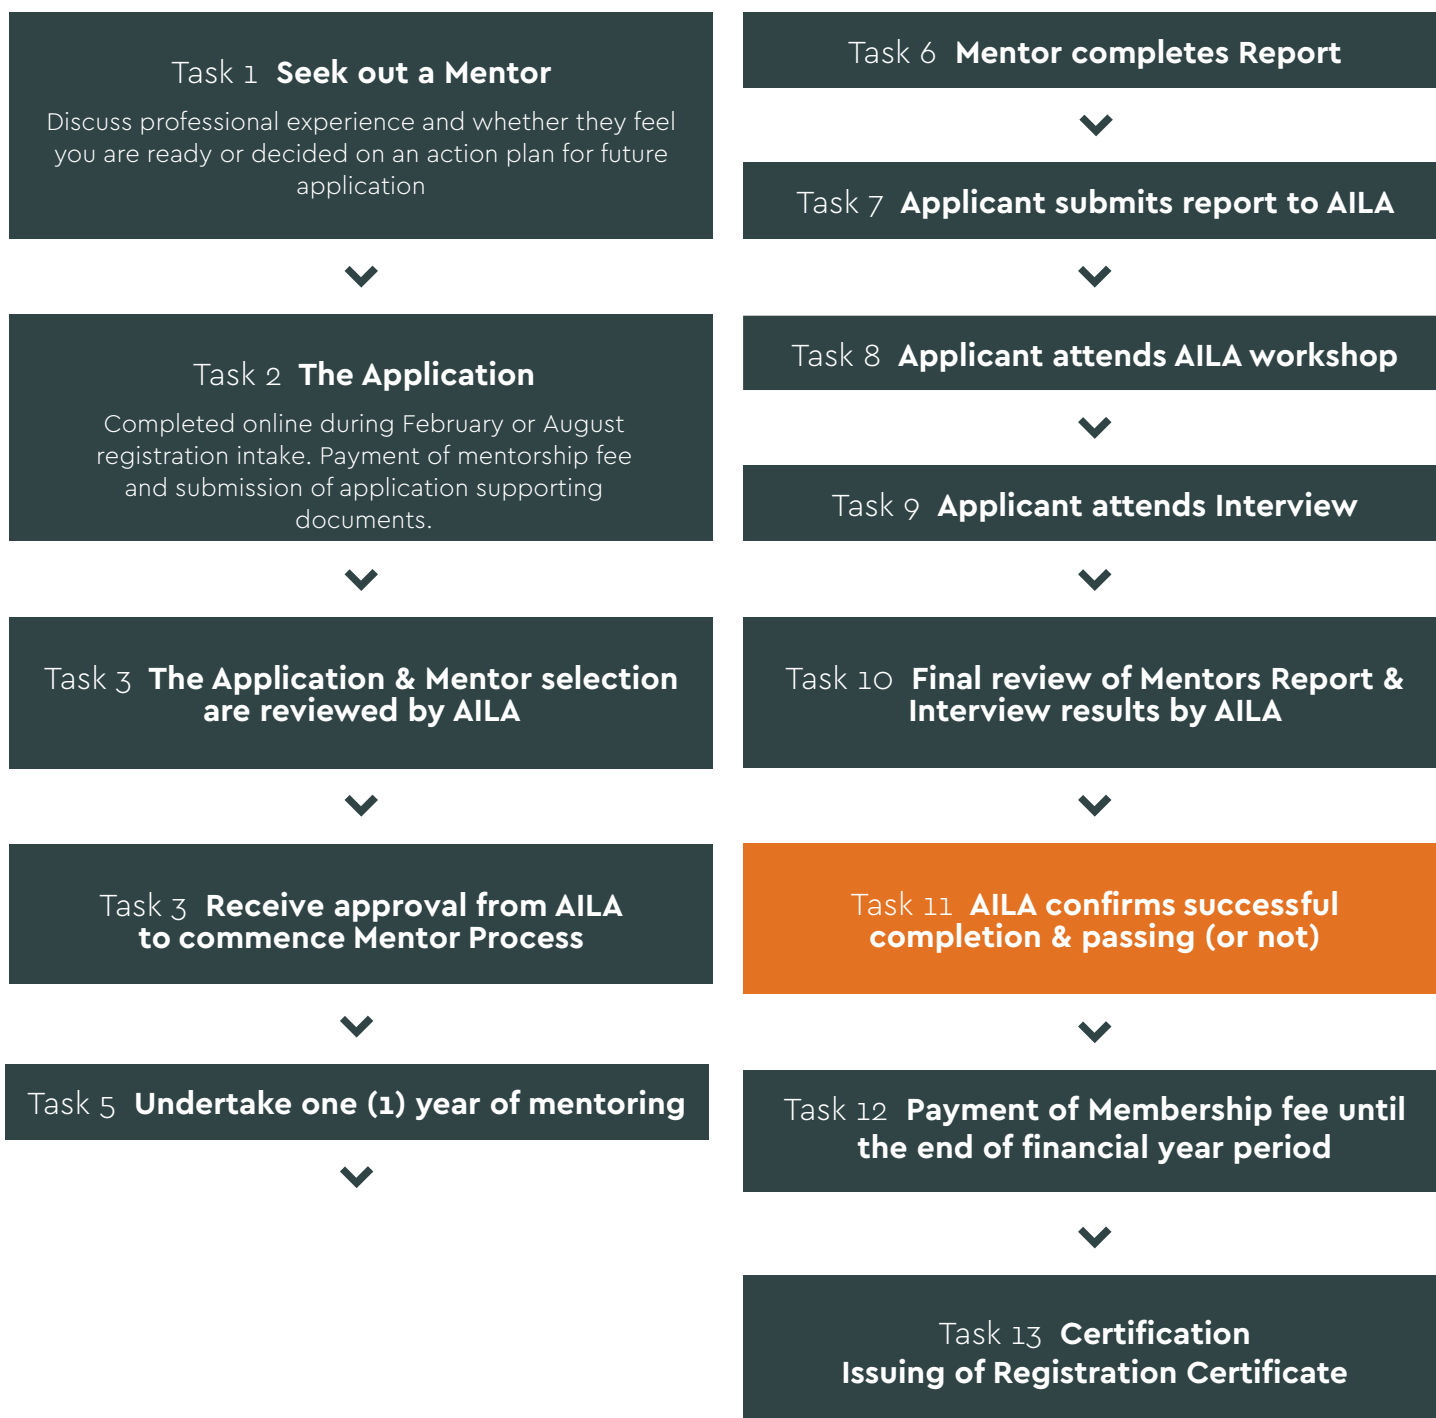 Task 1 Seek out a Mentor
Discuss professional experience and whether they feel
you are ready or decided on an action plan for future
application
Task 2 The Application
Completed online during February or August
registration intake. Payment of mentorship fee
and submission of application supporting
documents.
Task 3 The Application & Mentor selection
are reviewed by AILA
Task 3 Receive approval from AILA
to commence Mentor Process
Task 5 Undertake one (1) year of mentoring
Task 6 Mentor completes Report
Task 7 Applicant submits report to AILA
Task 8 Applicant attends AILA workshop
Task 9 Applicant attends Interview
Task 10 Final review of Mentors Report &
Interview results by AILA
Task 11 AILA confirms successful
completion & passing (or not)
Task 12 Payment of Membership fee until
the end of financial year period
Task 13 Certification
Issuing of Registration Certificate